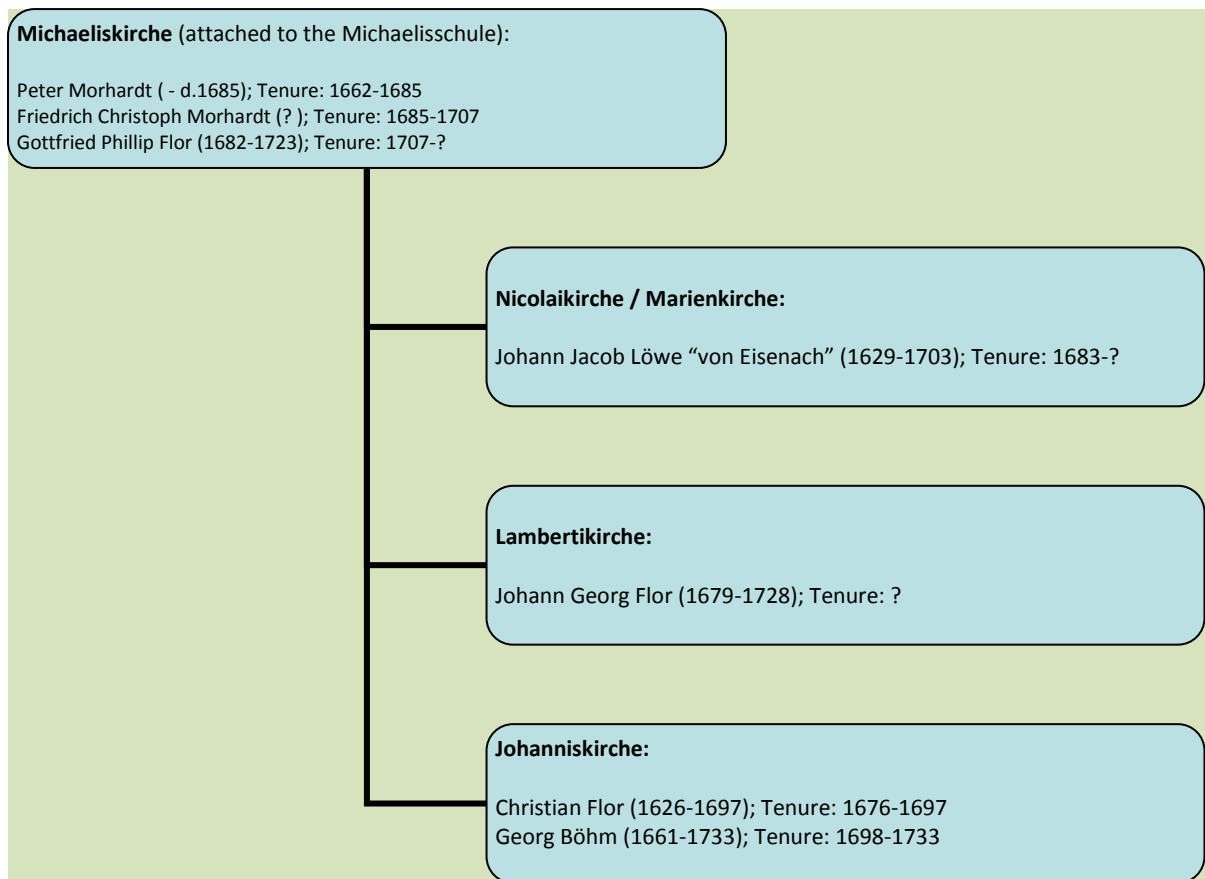 Michaeliskirche (attached to the Michaelisschule):
Peter Morhardt ( - d.1685); Tenure: 1662-1685
Friedrich Christoph Morhardt (? ); Tenure: 1685-1707
Gottfried Phillip Flor (1682-1723); Tenure: 1707-?
Nicolaikirche / Marienkirche:
Johann Jacob Löwe “von Eisenach” (1629-1703); Tenure: 1683-?
Lambertikirche:
Johann Georg Flor (1679-1728); Tenure: ?
Johanniskirche:
Christian Flor (1626-1697); Tenure: 1676-1697
Georg Böhm (1661-1733); Tenure: 1698-1733